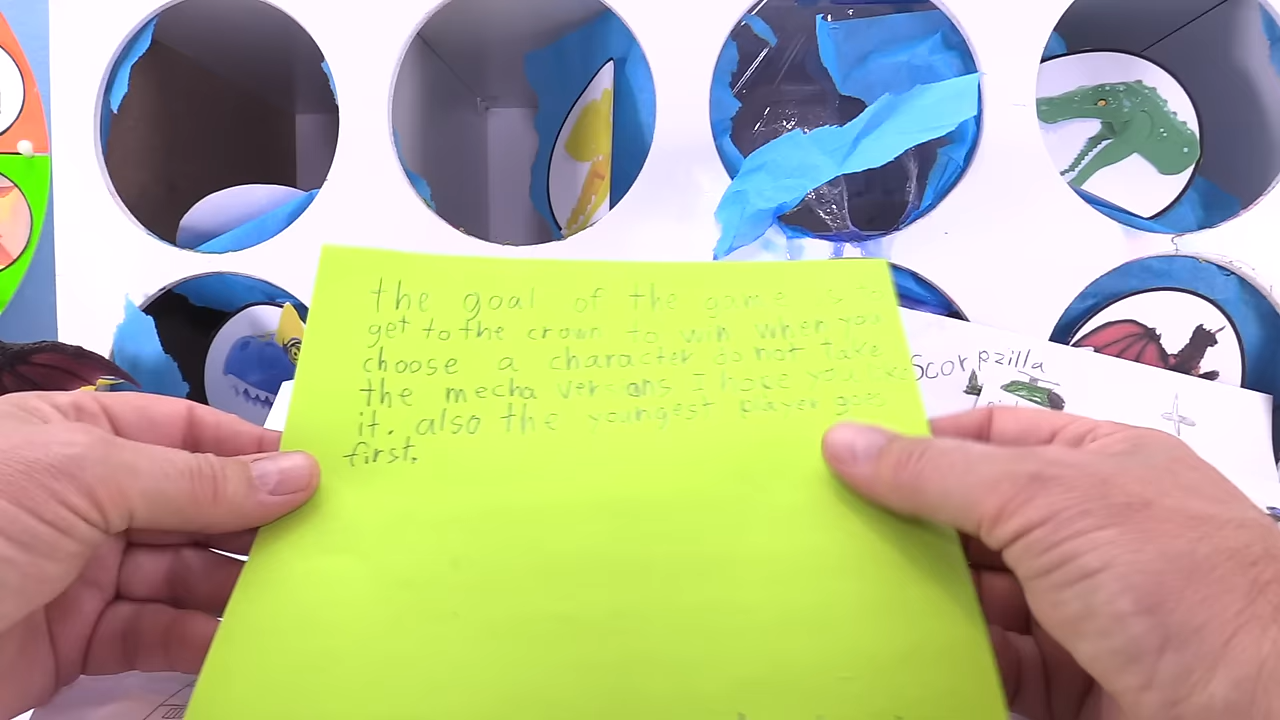 the goal of the game is to
get to the crown to win when you
choose a character do not take
the mecha versions I hope you like
it. also the youngest player goes
first.
Scorpzilla